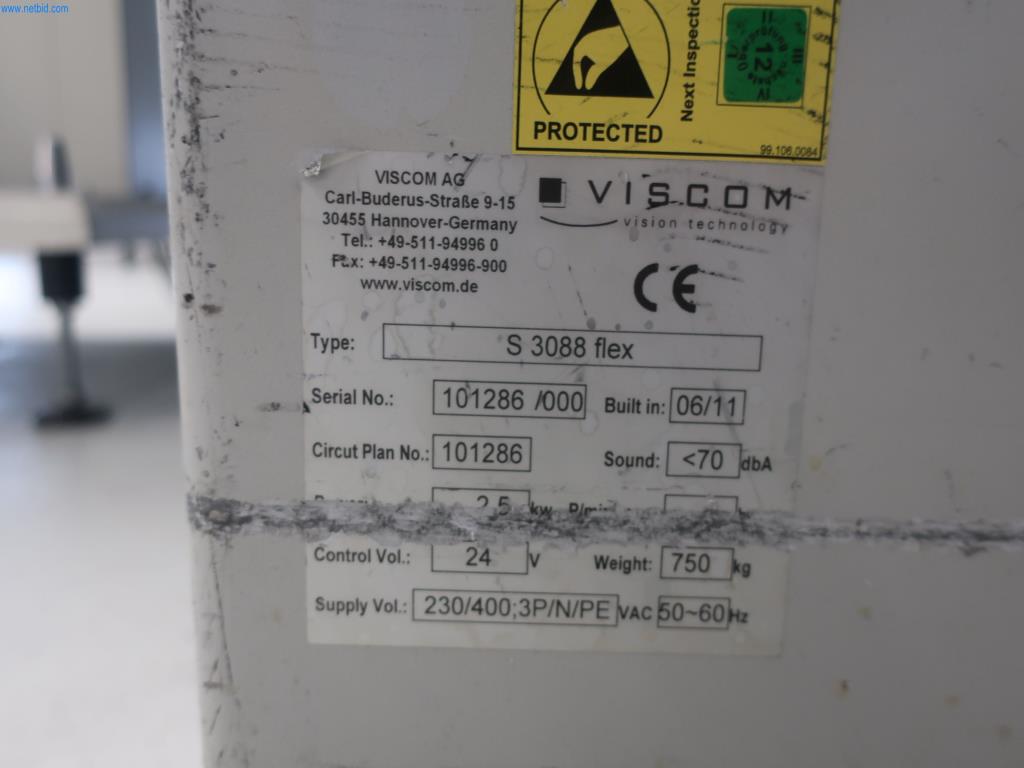 www.netbid.com
PROTECTED
Next Inspection
12
99.106.0084
VISCOM AG
Carl-Buderus-Straße 9-15
30455 Hannover-Germany
Tel.: +49-511-94996 0
Fax: +49-511-94996-900
www.viscom.de
VISCOM
vision technology
CE
Type: S 3088 flex
Serial No.: 101286 /000 Built in: 06/11
Circut Plan No.: 101286 Sound: <70 dbA
2,5 kw
Control Vol.: 24 V Weight: 750 kg
Supply Vol.: 230/400;3P/N/PE VAC 50~60 Hz